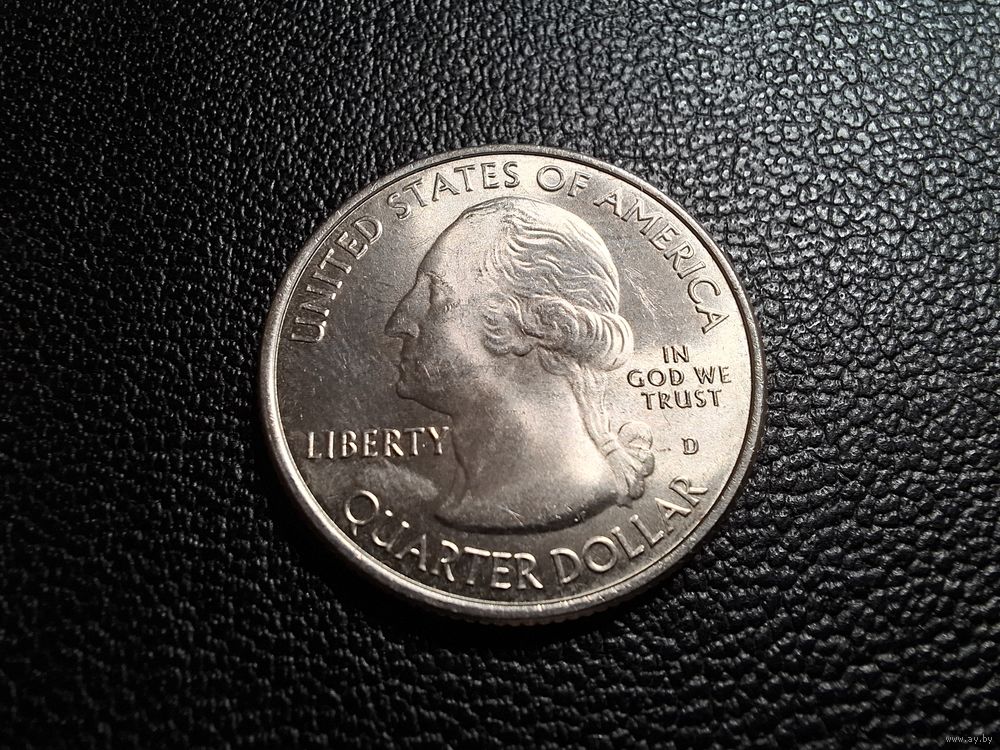 UNITED STATES OF AMERICA
IN
GOD WE
TRUST
LIBERTY
D
QUARTER DOLLAR
www.ay.by